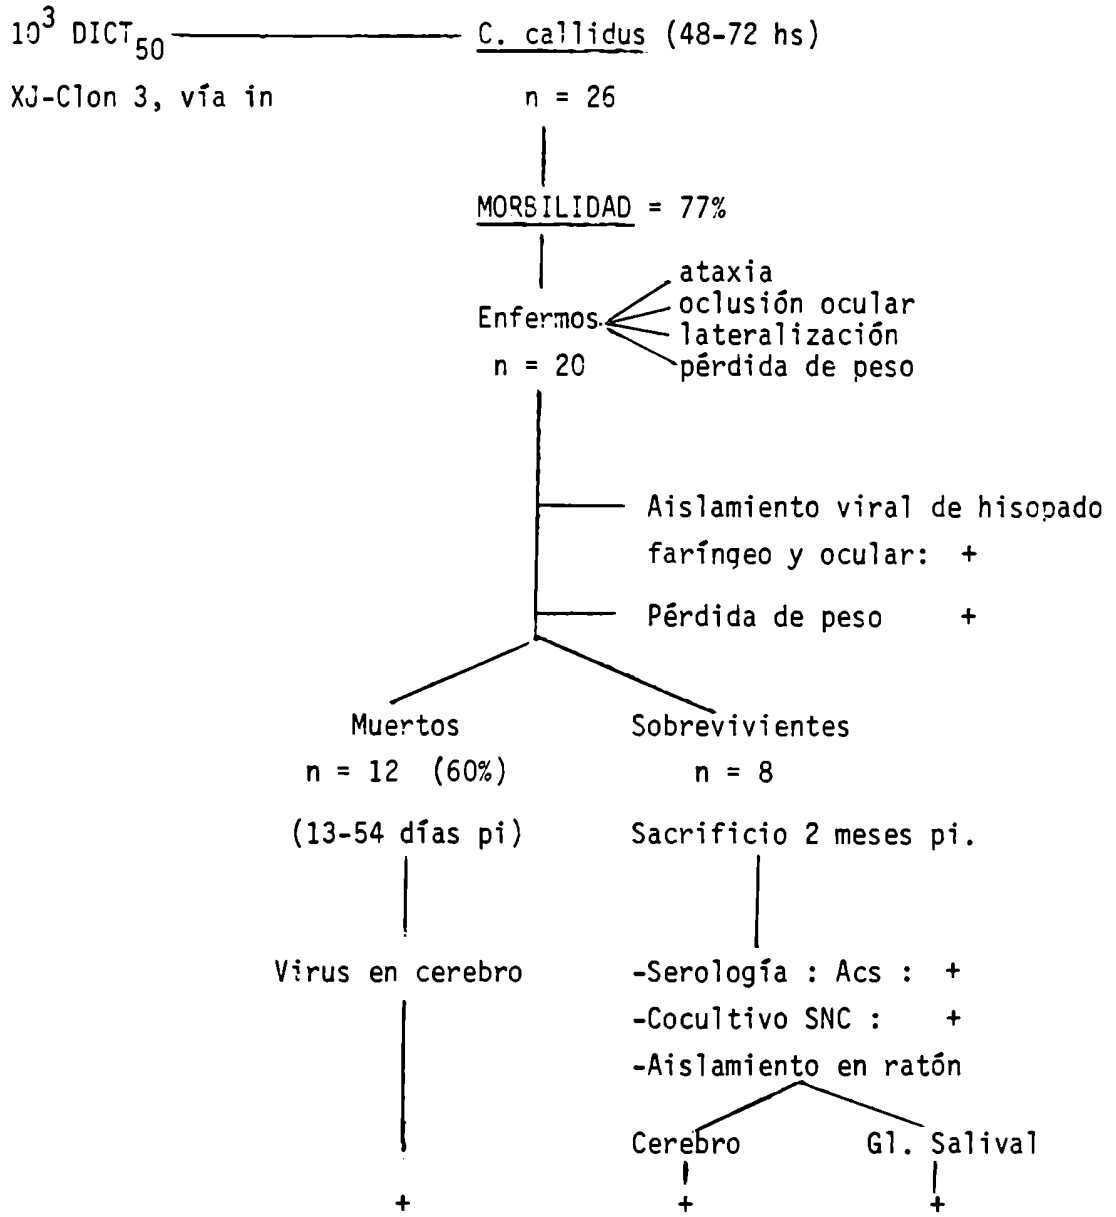 10³ DICT₅₀ C. callidus (48-72 hs)
XJ-Clon 3, vía in n = 26
MORBILIDAD = 77%
ataxia
oclusión ocular
Enfermos
lateralización
n = 20 pérdida de peso
Aislamiento viral de hisopado
faríngeo y ocular: +
Pérdida de peso +
Muertos Sobrevivientes
n = 12 (60%) n = 8
(13-54 días pi) Sacrificio 2 meses pi.
Virus en cerebro -Serología : Acs : +
-Cocultivo SNC : +
-Aislamiento en ratón
Cerebro Gl. Salival
+ + +